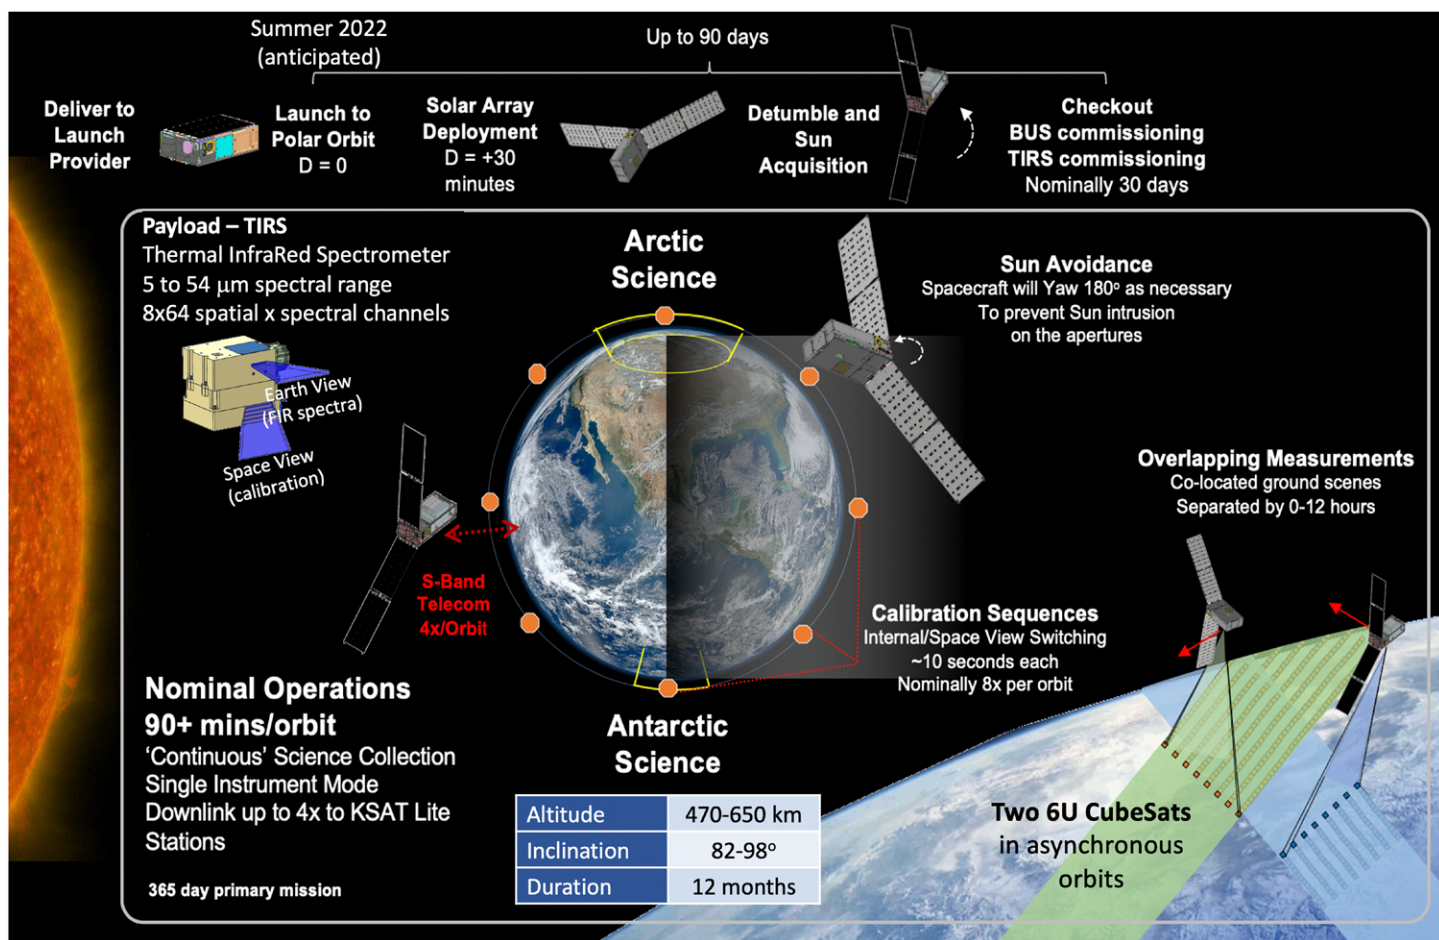 Summer 2022
(anticipated)
Up to 90 days
Deliver to
Launch
Provider
Launch to
Polar Orbit
D = 0
Solar Array
Deployment
D = +30
minutes
Detumble and
Sun
Acquisition
Checkout
BUS commissioning
TIRS commissioning
Nominally 30 days
Payload – TIRS
Thermal InfraRed Spectrometer
5 to 54 μm spectral range
8x64 spatial x spectral channels
Earth View
(FIR spectra)
Space View
(calibration)
Arctic
Science
Sun Avoidance
Spacecraft will Yaw 180º as necessary
To prevent Sun intrusion
on the apertures
Overlapping Measurements
Co-located ground scenes
Separated by 0-12 hours
S-Band
Telecom
4x/Orbit
Calibration Sequences
Internal/Space View Switching
~10 seconds each
Nominally 8x per orbit
Nominal Operations
90+ mins/orbit
‘Continuous’ Science Collection
Single Instrument Mode
Downlink up to 4x to KSAT Lite
Stations
365 day primary mission
Antarctic
Science
Altitude 470-650 km
Inclination 82-98º
Duration 12 months
Two 6U CubeSats
in asynchronous
orbits